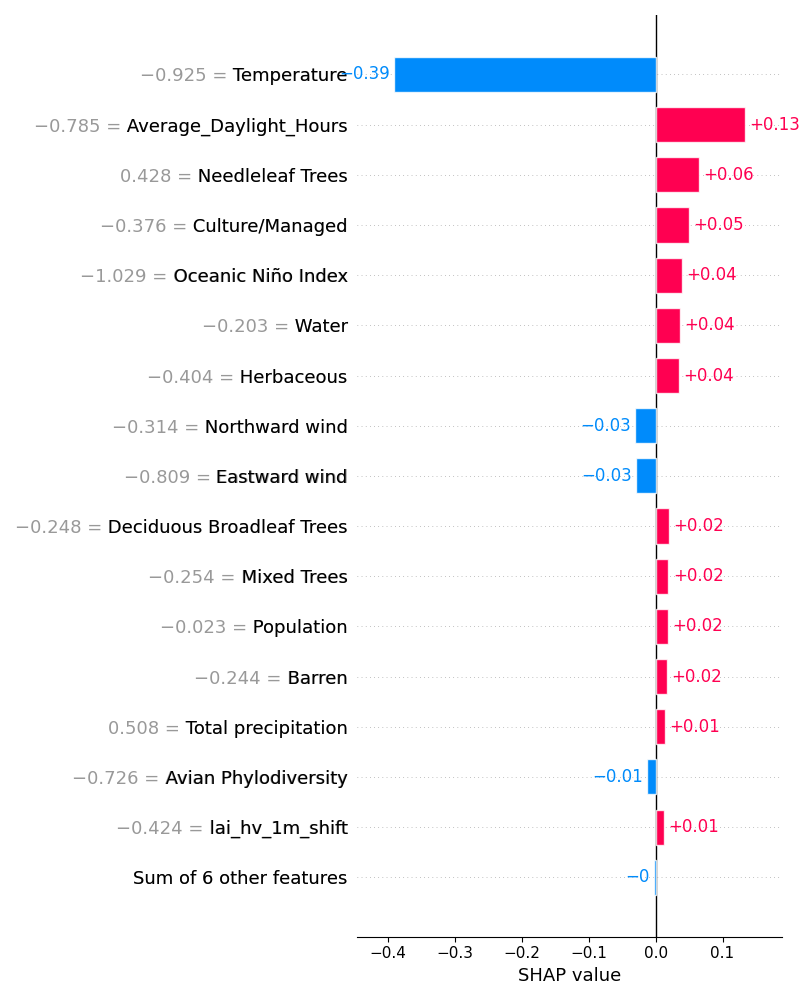 −0.925 = Temperature −0.39
−0.785 = Average_Daylight_Hours +0.13
0.428 = Needleleaf Trees +0.06
−0.376 = Culture/Managed +0.05
−1.029 = Oceanic Niño Index +0.04
−0.203 = Water +0.04
−0.404 = Herbaceous +0.04
−0.314 = Northward wind −0.03
−0.809 = Eastward wind −0.03
−0.248 = Deciduous Broadleaf Trees +0.02
−0.254 = Mixed Trees +0.02
−0.023 = Population +0.02
−0.244 = Barren +0.02
0.508 = Total precipitation +0.01
−0.726 = Avian Phylodiversity −0.01
−0.424 = lai_hv_1m_shift +0.01
Sum of 6 other features −0
−0.4 −0.3 −0.2 −0.1 0.0 0.1
SHAP value